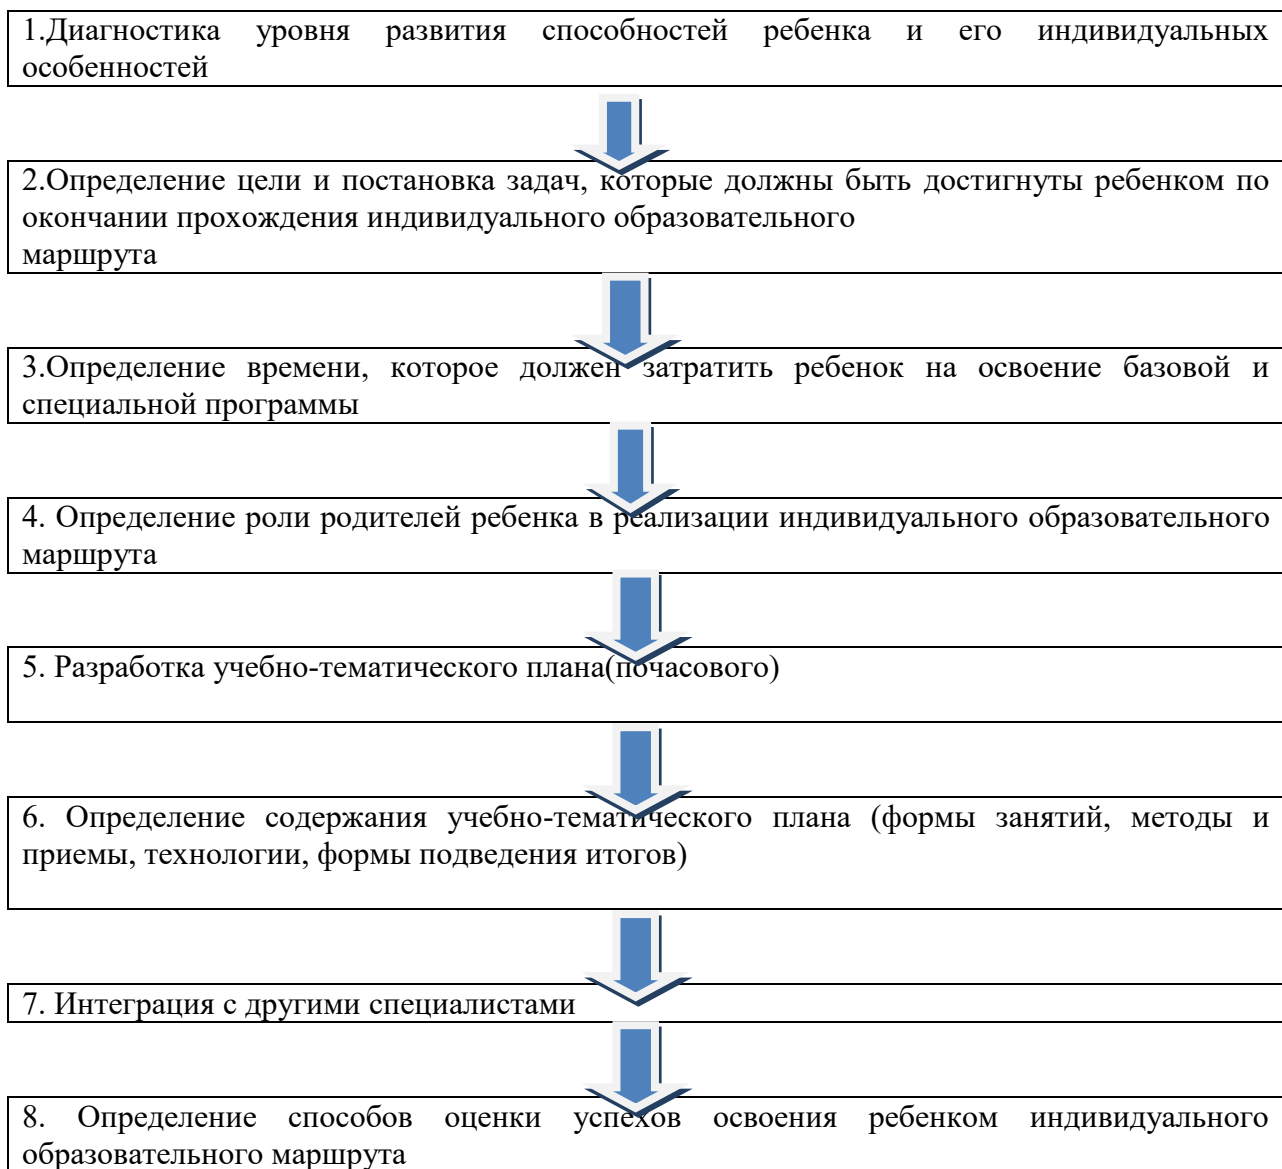 1.Диагностика уровня развития способностей ребенка и его индивидуальных
особенностей
2.Определение цели и постановка задач, которые должны быть достигнуты ребенком по
окончании прохождения индивидуального образовательного
маршрута
3.Определение времени, которое должен затратить ребенок на освоение базовой и
специальной программы
4. Определение роли родителей ребенка в реализации индивидуального образовательного
маршрута
5. Разработка учебно-тематического плана(почасового)
6. Определение содержания учебно-тематического плана (формы занятий, методы и
приемы, технологии, формы подведения итогов)
7. Интеграция с другими специалистами
8. Определение способов оценки успехов освоения ребенком индивидуального
образовательного маршрута